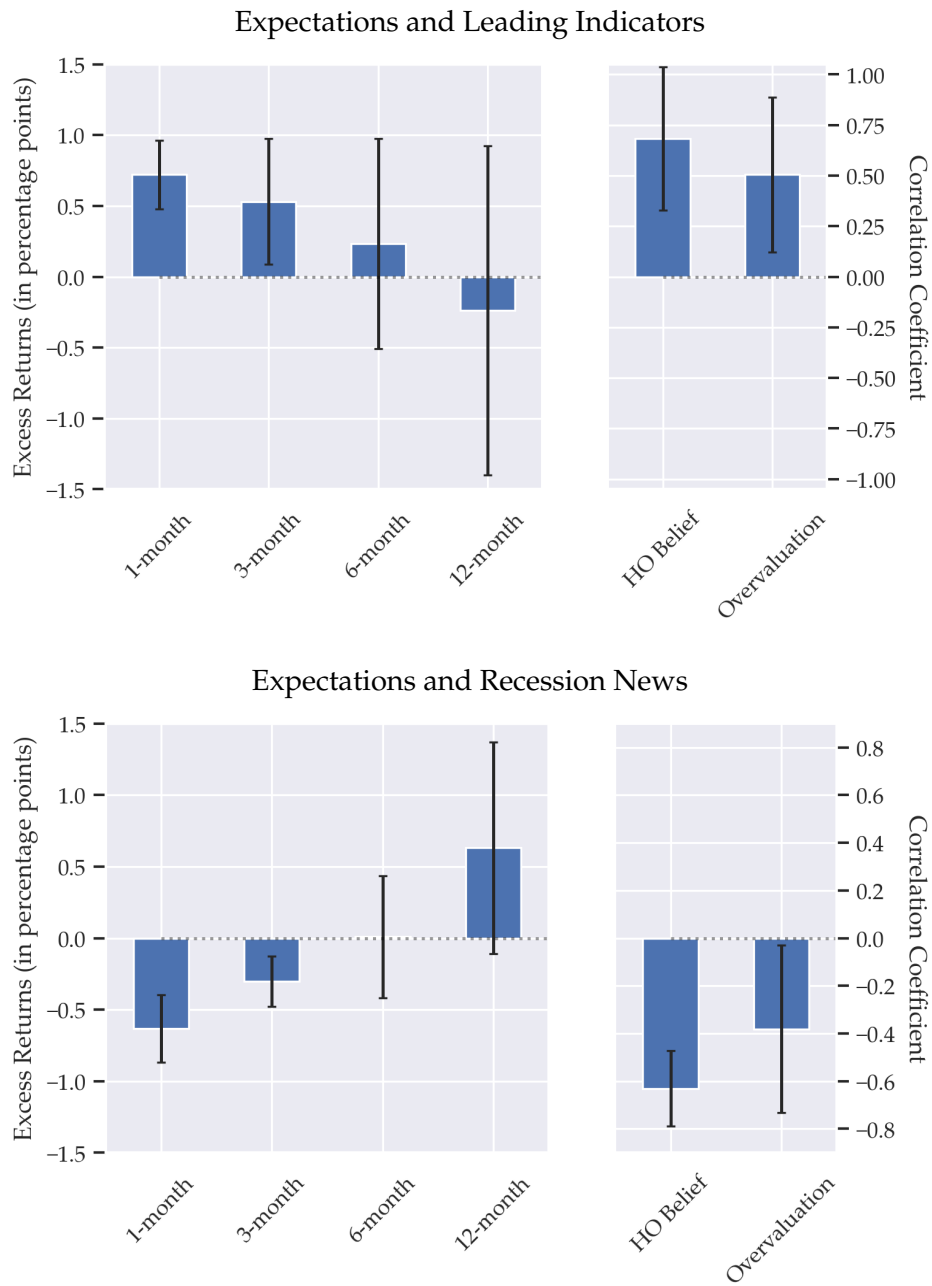 Expectations and Leading Indicators
Excess Returns (in percentage points)
1.5
1.0
0.5
0.0
−0.5
−1.0
−1.5
1-month
3-month
6-month
12-month
1.00
0.75
0.50
0.25
0.00
−0.25
−0.50
−0.75
−1.00
Correlation Coefficient
HO Belief
Overvaluation
Expectations and Recession News
Excess Returns (in percentage points)
1.5
1.0
0.5
0.0
−0.5
−1.0
−1.5
1-month
3-month
6-month
12-month
0.8
0.6
0.4
0.2
0.0
−0.2
−0.4
−0.6
−0.8
Correlation Coefficient
HO Belief
Overvaluation